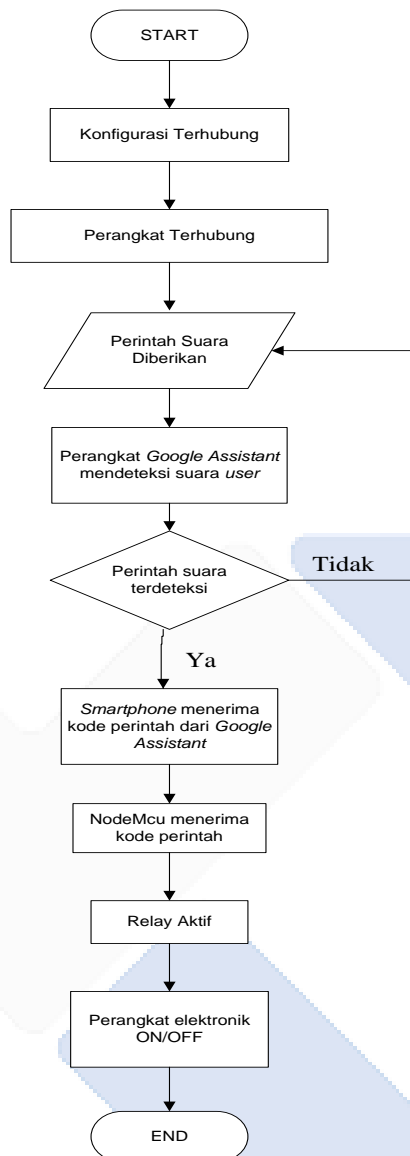 START
Konfigurasi Terhubung
Perangkat Terhubung
Perintah Suara
Diberikan
Perangkat Google Assistant
mendeteksi suara user
Perintah suara
terdeteksi
Tidak
Ya
Smartphone menerima
kode perintah dari Google
Assistant
NodeMcu menerima
kode perintah
Relay Aktif
Perangkat elektronik
ON/OFF
END